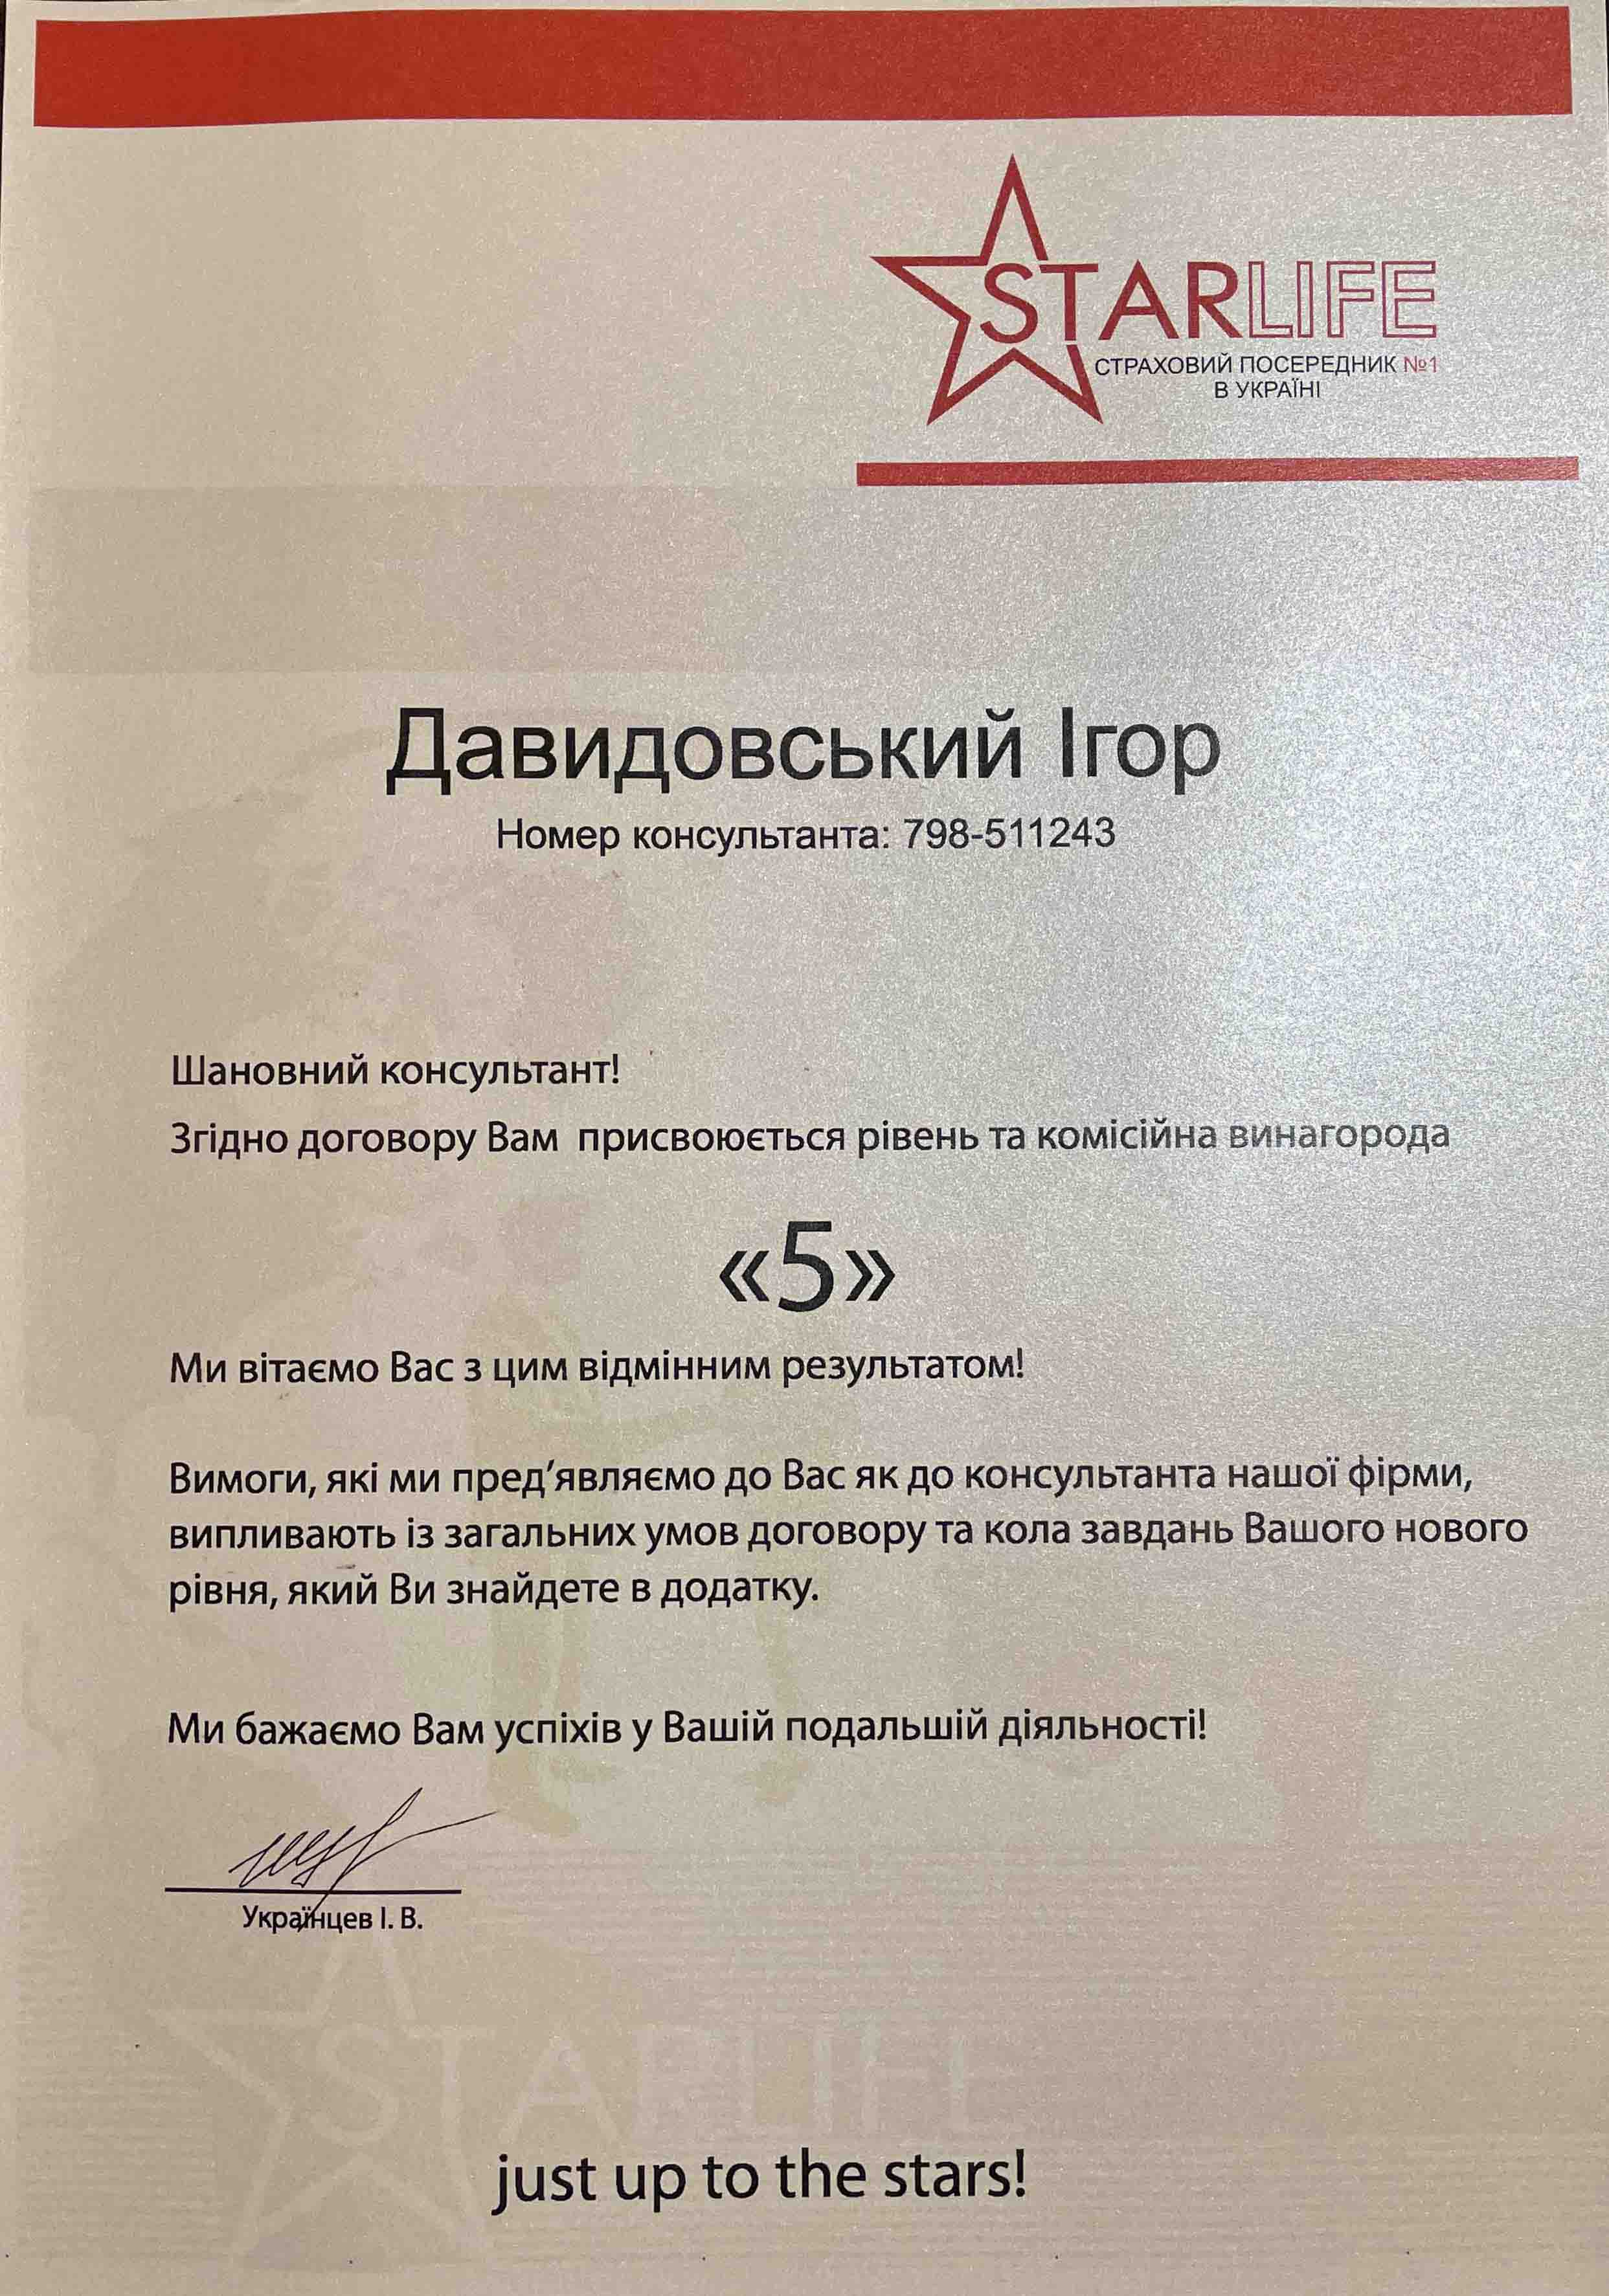 STARLIFE
СТРАХОВИЙ ПОСЕРЕДНИК №1
В УКРАЇНІ
Давидовський Ігор
Номер консультанта: 798-511243
Шановний консультант!
Згідно договору Вам присвоюється рівень та комісійна винагорода
«5»
Ми вітаємо Вас з цим відмінним результатом!
Вимоги, які ми пред’являємо до Вас як до консультанта нашої фірми,
випливають із загальних умов договору та кола завдань Вашого нового
рівня, який Ви знайдете в додатку.
Ми бажаємо Вам успіхів у Вашій подальшій діяльності!
Українцев І. В.
STARLIFE
just up to the stars!